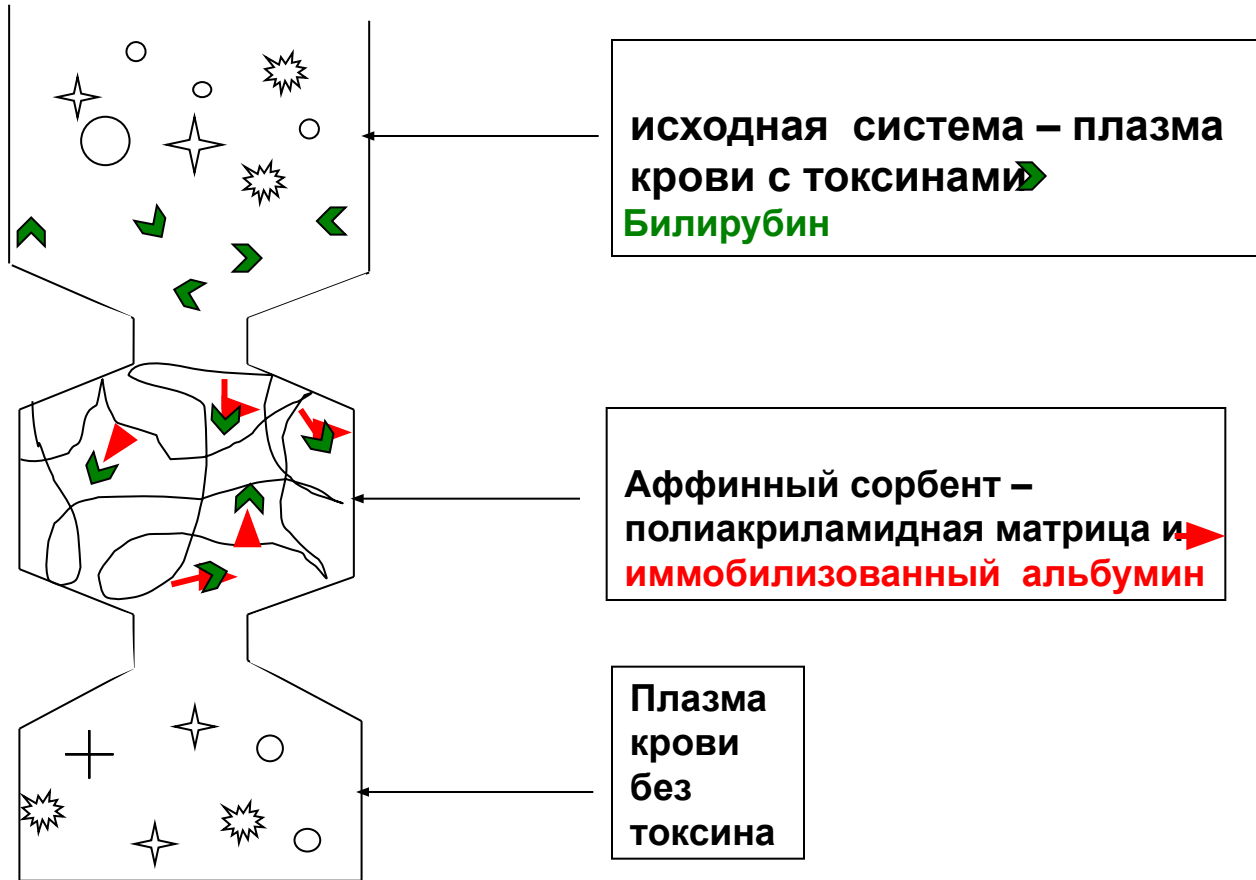 исходная система – плазма
крови с токсинами
Билирубин
Аффинный сорбент –
полиакриламидная матрица и
иммобилизованный альбумин
Плазма
крови
без
токсина